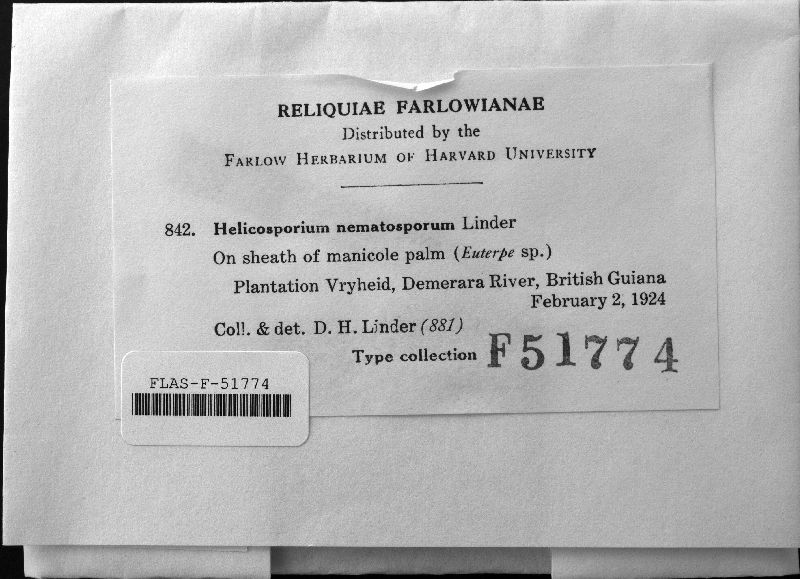 RELIQUIAE FARLOWIANAE
Distributed by the
FARLOW HERBARIUM OF HARVARD UNIVERSITY
842. Helicosporium nematosporum Linder
On sheath of manicole palm (Euterpe sp.)
Plantation Vryheid, Demerara River, British Guiana
February 2, 1924
Coll. & det. D. H. Linder (881)
Type collection F51774
FLAS-F-51774